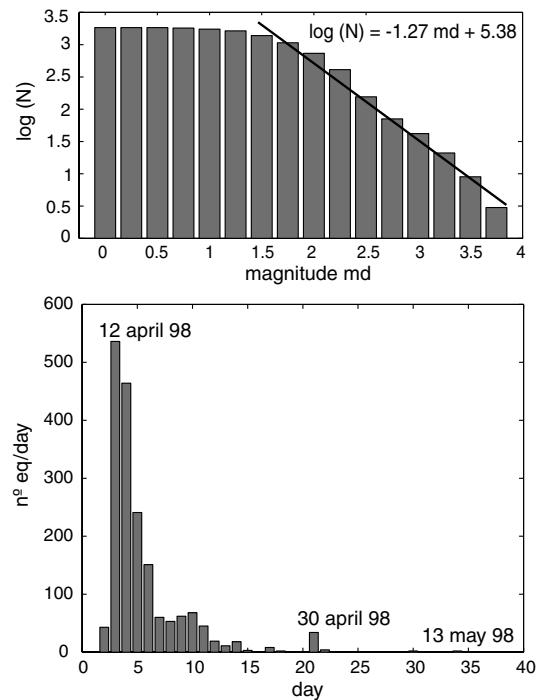 3.5
log (N) = -1.27 md + 5.38
3
2.5
2
1.5
1
0.5
0
log (N)
0 0.5 1 1.5 2 2.5 3 3.5 4
magnitude md
600
12 april 98
500
400
300
200
100
0
nº eq/day
30 april 98
13 may 98
0 5 10 15 20 25 30 35 40
day